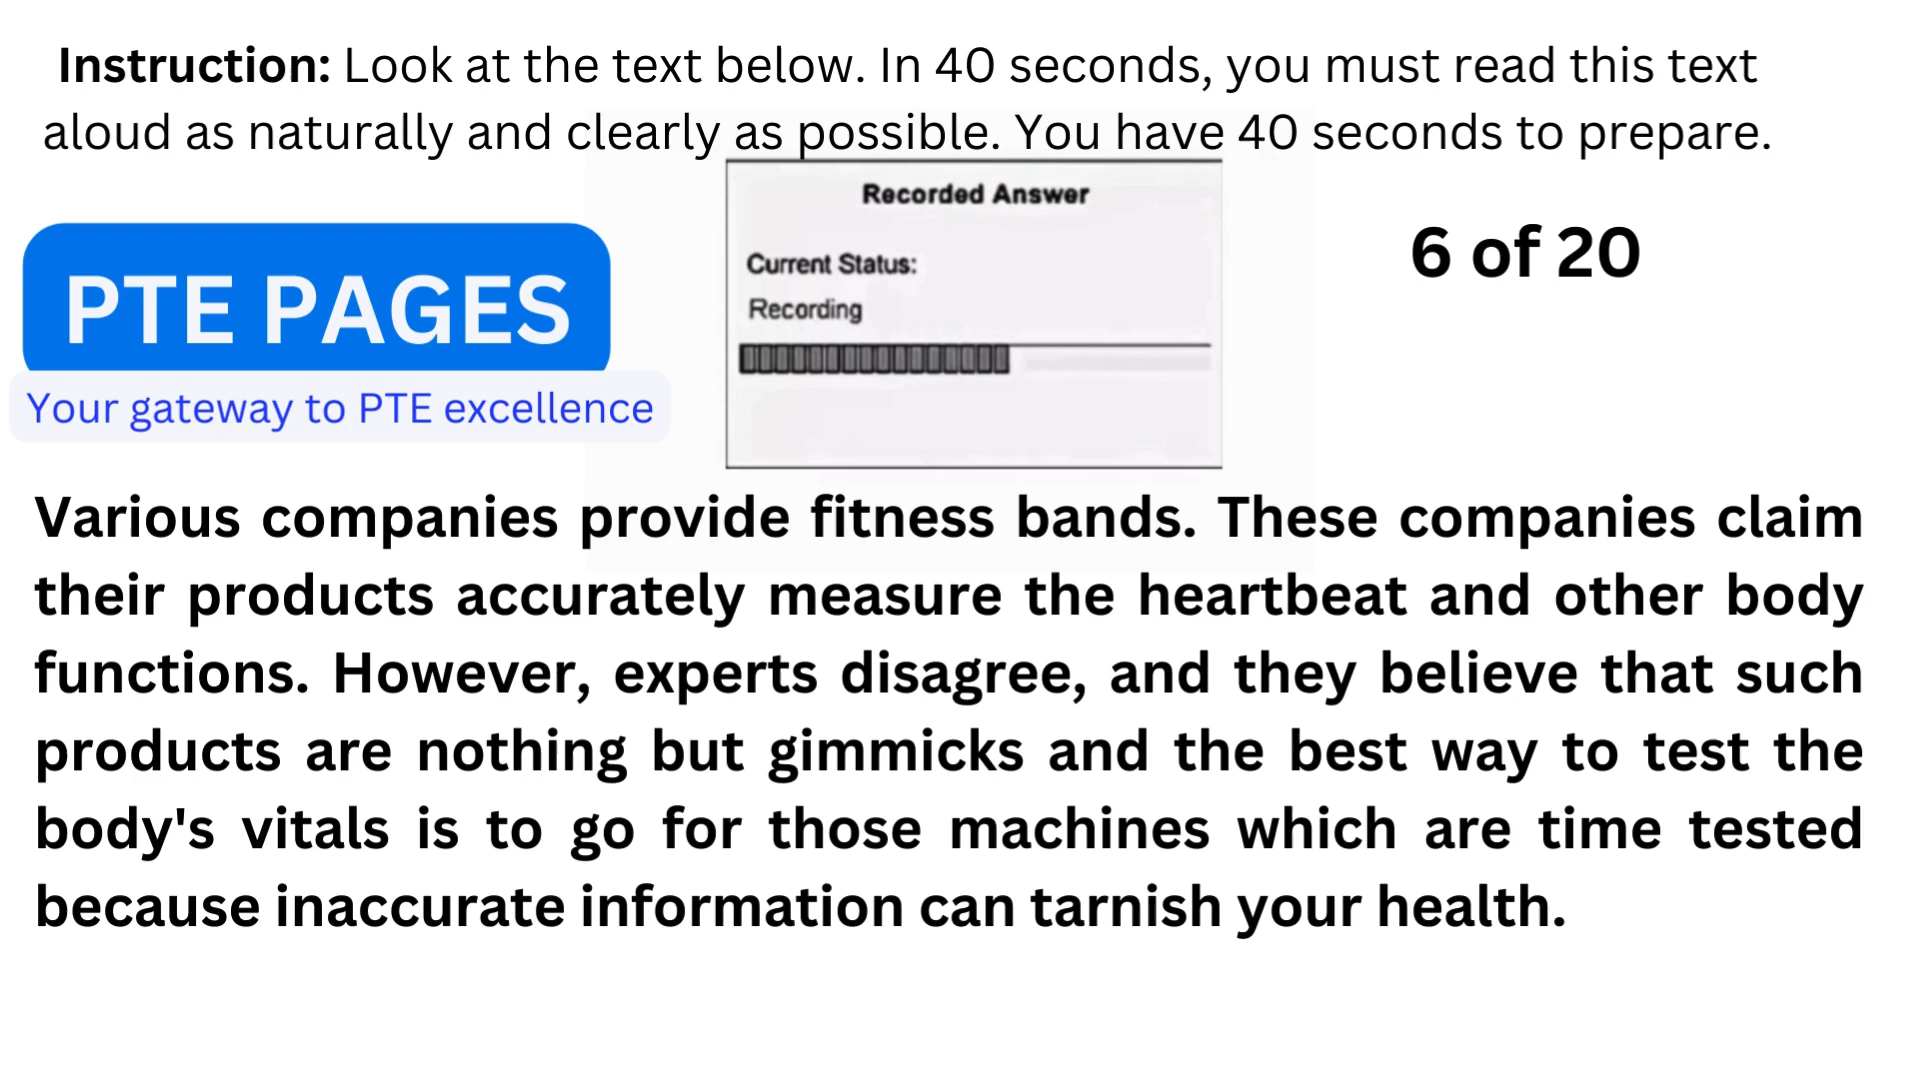 Instruction: Look at the text below. In 40 seconds, you must read this text
aloud as naturally and clearly as possible. You have 40 seconds to prepare.
Recorded Answer
Current Status:
Recording
6 of 20
PTE PAGES
Your gateway to PTE excellence
Various companies provide fitness bands. These companies claim
their products accurately measure the heartbeat and other body
functions. However, experts disagree, and they believe that such
products are nothing but gimmicks and the best way to test the
body's vitals is to go for those machines which are time tested
because inaccurate information can tarnish your health.